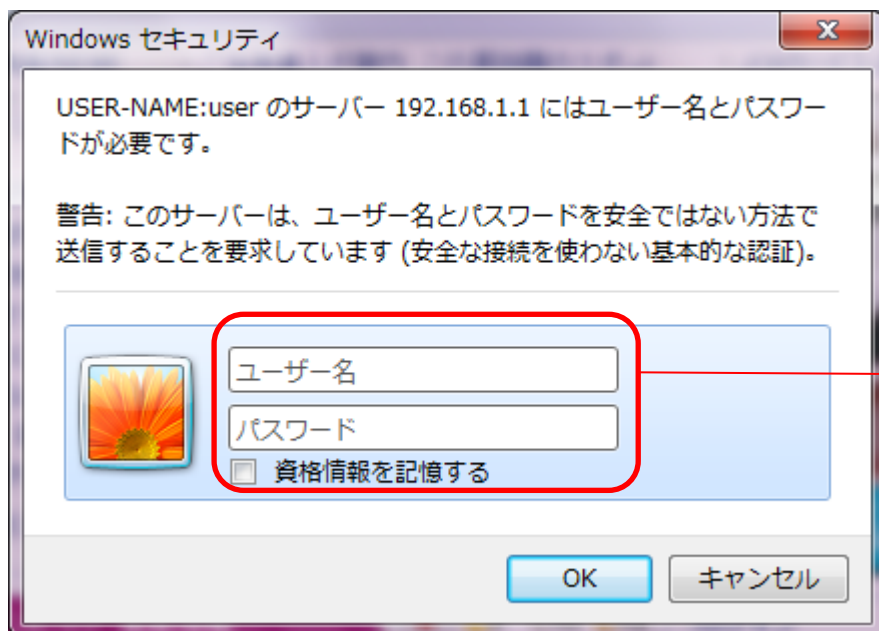 Windows セキュリティ
USER-NAME:user のサーバー 192.168.1.1 にはユーザー名とパスワー
ドが必要です。
警告: このサーバーは、ユーザー名とパスワードを安全ではない方法で
送信することを要求しています (安全な接続を使わない基本的な認証)。
ユーザー名
パスワード
資格情報を記憶する
OK キャンセル